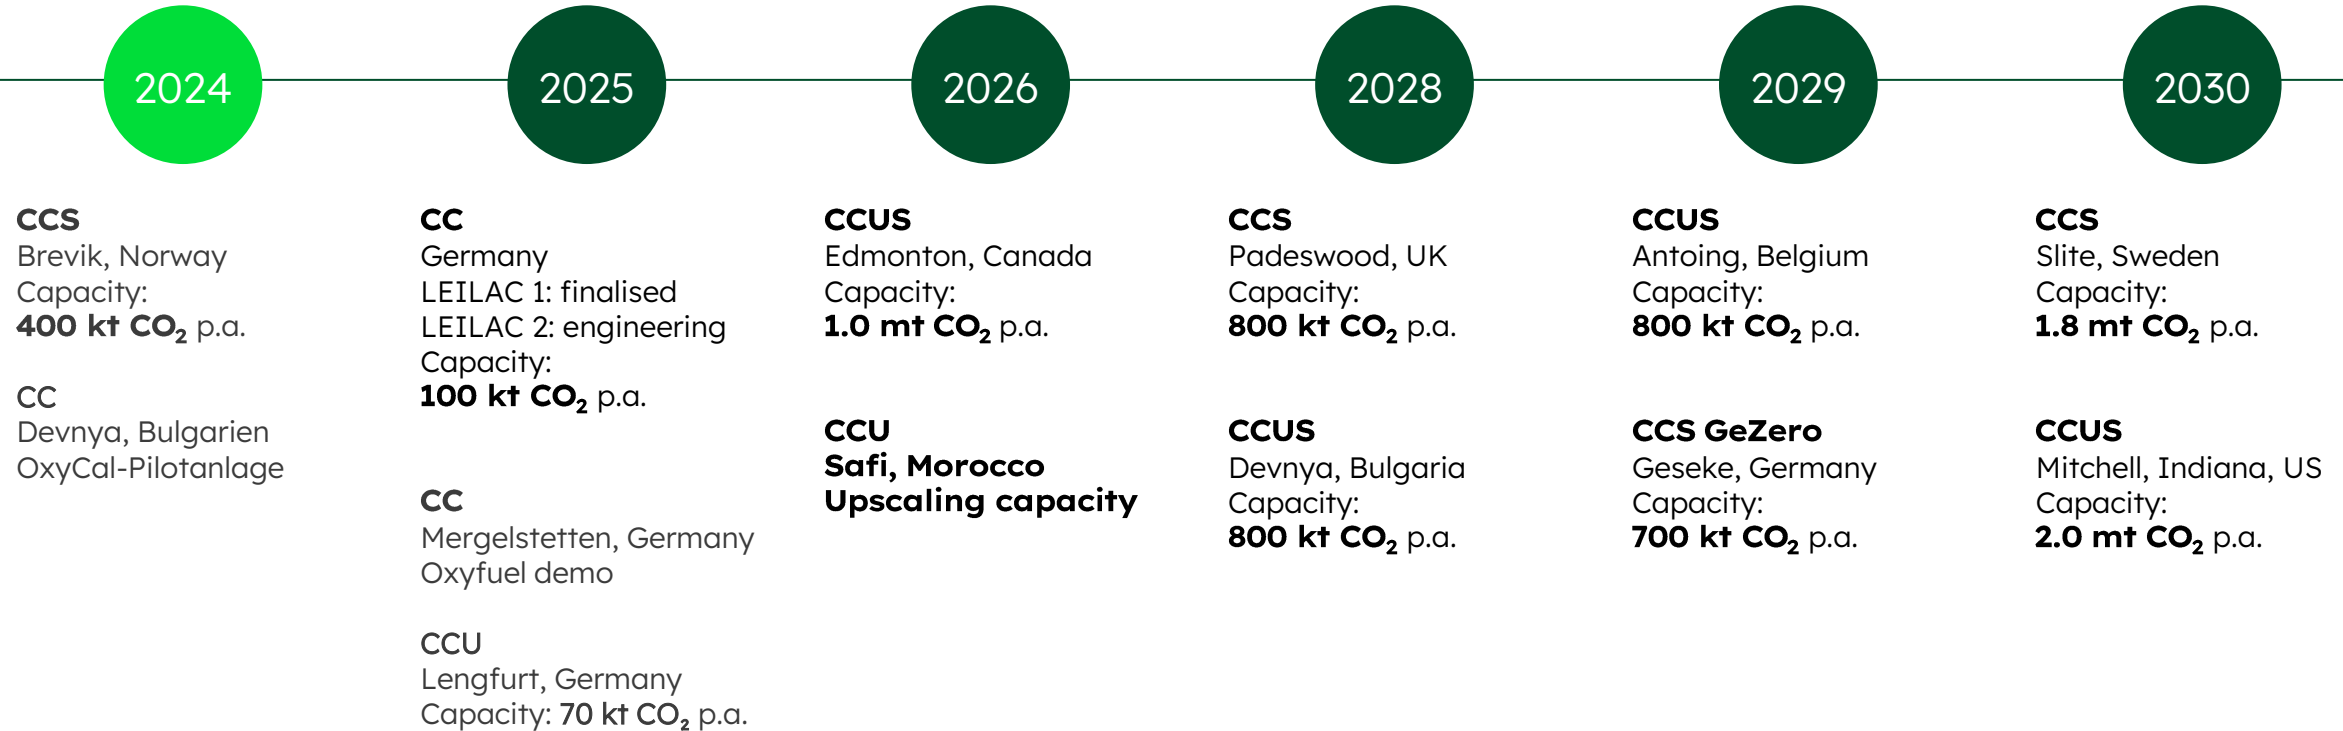 2024
CCS
Brevik, Norway
Capacity:
400 kt CO₂ p.a.
CC
Devnya, Bulgarien
OxyCal-Pilotanlage
2025
CC
Germany
LEILAC 1: finalised
LEILAC 2: engineering
Capacity:
100 kt CO₂ p.a.
CC
Mergelstetten, Germany
Oxyfuel demo
CCU
Lengfurt, Germany
Capacity: 70 kt CO₂ p.a.
2026
CCUS
Edmonton, Canada
Capacity:
1.0 mt CO₂ p.a.
CCU
Safi, Morocco
Upscaling capacity
2028
CCS
Padeswood, UK
Capacity:
800 kt CO₂ p.a.
CCUS
Devnya, Bulgaria
Capacity:
800 kt CO₂ p.a.
2029
CCUS
Antoing, Belgium
Capacity:
800 kt CO₂ p.a.
CCS GeZero
Geseke, Germany
Capacity:
700 kt CO₂ p.a.
2030
CCS
Slite, Sweden
Capacity:
1.8 mt CO₂ p.a.
CCUS
Mitchell, Indiana, US
Capacity:
2.0 mt CO₂ p.a.